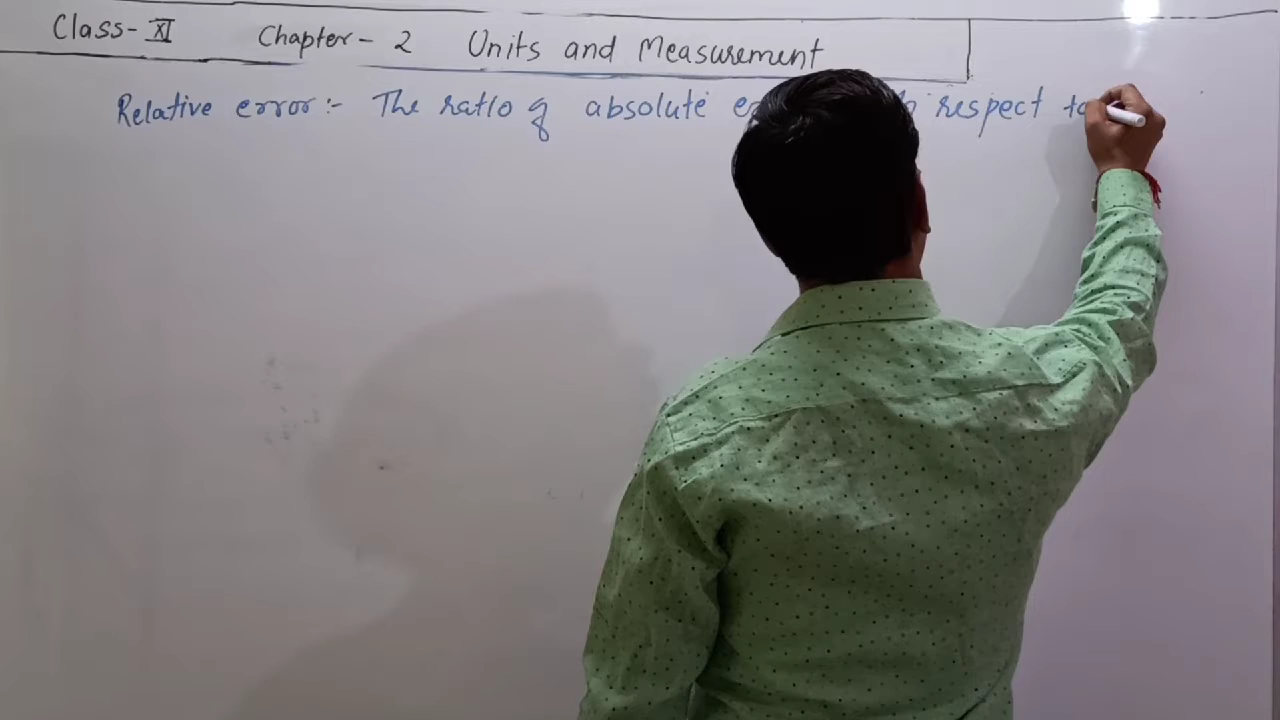 Class-XI Chapter-2 Units and Measurement
Relative error:- The ratio of absolute respect to